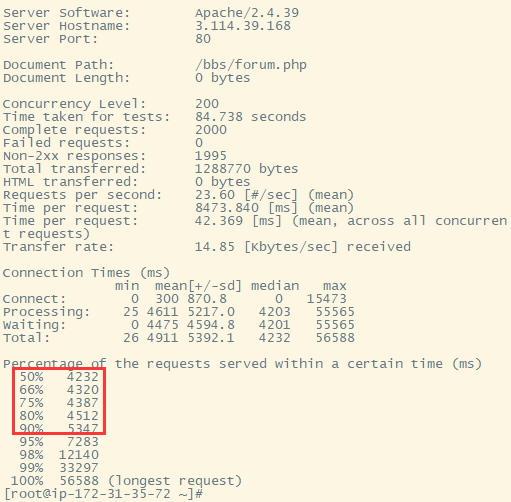 Server Software:        Apache/2.4.39
Server Hostname:        3.114.39.168
Server Port:            80
Document Path:          /bbs/forum.php
Document Length:        0 bytes
Concurrency Level:      200
Time taken for tests:   84.738 seconds
Complete requests:      2000
Failed requests:        0
Non-2xx responses:      1995
Total transferred:      1288770 bytes
HTML transferred:       0 bytes
Requests per second:    23.60 [#/sec] (mean)
Time per request:       8473.840 [ms] (mean)
Time per request:       42.369 [ms] (mean, across all concurren
t requests)
Transfer rate:          14.85 [Kbytes/sec] received
Connection Times (ms)
              min  mean[+/-sd] median   max
Connect:        0  300 870.8      0   15473
Processing:    25 4611 5217.0   4203   55565
Waiting:        0 4475 4594.8   4201   55565
Total:         26 4911 5392.1   4232   56588
Percentage of the requests served within a certain time (ms)
  50%   4232
  66%   4320
  75%   4387
  80%   4512
  90%   5347
  95%   7283
  98%  12140
  99%  33297
 100%  56588 (longest request)
[root@ip-172-31-35-72 ~]#